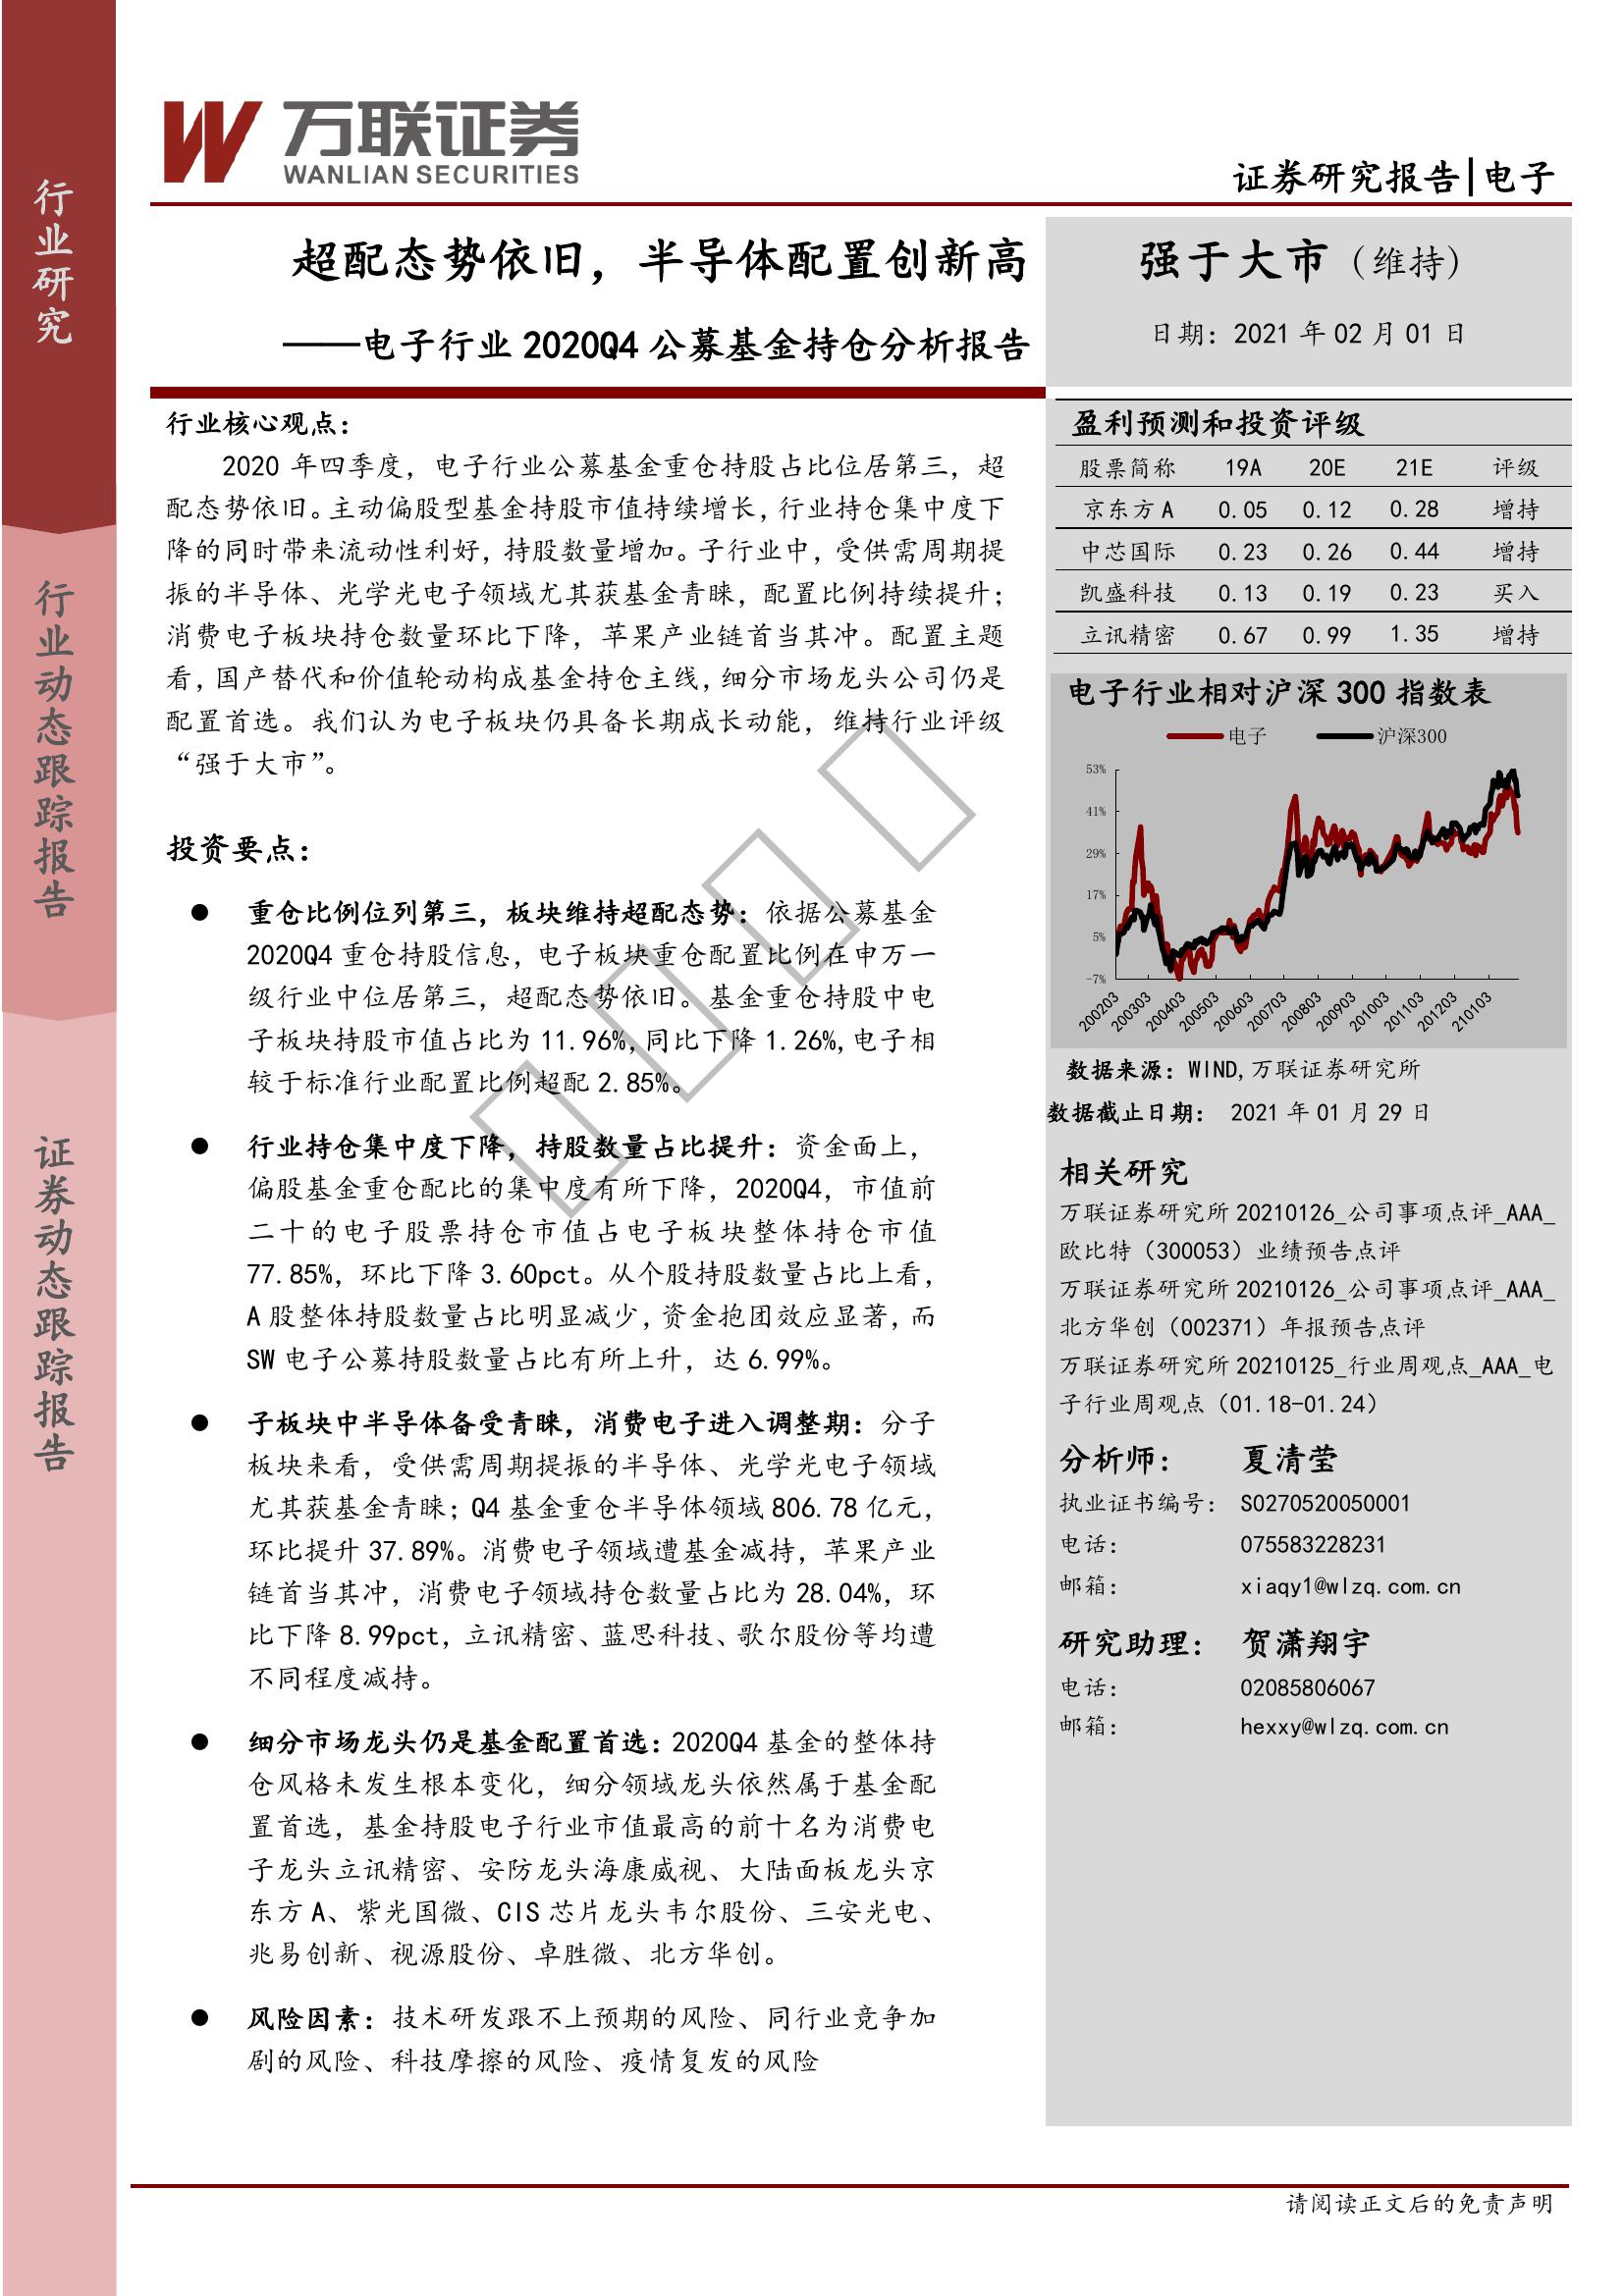 行业研究
行业动态跟踪报告
证券动态跟踪报告
万联证券
WANLIAN SECURITIES
证券研究报告|电子
超配态势依旧，半导体配置创新高
——电子行业 2020Q4 公募基金持仓分析报告
强于大市（维持）
日期：2021 年 02 月 01 日
行业核心观点：
2020 年四季度，电子行业公募基金重仓持股占比位居第三，超
配态势依旧。主动偏股型基金持股市值持续增长，行业持仓集中度下
降的同时带来流动性利好，持股数量增加。子行业中，受供需周期提
振的半导体、光学光电子领域尤其获基金青睐，配置比例持续提升；
消费电子板块持仓数量环比下降，苹果产业链首当其冲。配置主题
看，国产替代和价值轮动构成基金持仓主线，细分市场龙头公司仍是
配置首选。我们认为电子板块仍具备长期成长动能，维持行业评级
“强于大市”。
投资要点：
● 重仓比例位列第三，板块维持超配态势：依据公募基金
2020Q4 重仓持股信息，电子板块重仓配置比例在申万一
级行业中位居第三，超配态势依旧。基金重仓持股中电
子板块持股市值占比为 11.96%，同比下降 1.26%，电子相
较于标准行业配置比例超配 2.85%。
● 行业持仓集中度下降，持股数量占比提升：资金面上，
偏股基金重仓配比的集中度有所下降，2020Q4，市值前
二十的电子股票持仓市值占电子板块整体持仓市值
77.85%，环比下降 3.60pct。从个股持股数量占比上看，
A 股整体持股数量占比明显减少，资金抱团效应显著，而
SW 电子公募持股数量占比有所上升，达 6.99%。
● 子板块中半导体备受青睐，消费电子进入调整期：分子
板块来看，受供需周期提振的半导体、光学光电子领域
尤其获基金青睐；Q4 基金重仓半导体领域 806.78 亿元，
环比提升 37.89%。消费电子领域遭基金减持，苹果产业
链首当其冲，消费电子领域持仓数量占比为 28.04%，环
比下降 8.99pct，立讯精密、蓝思科技、歌尔股份等均遭
不同程度减持。
● 细分市场龙头仍是基金配置首选：2020Q4 基金的整体持
仓风格未发生根本变化，细分领域龙头依然属于基金配
置首选，基金持股电子行业市值最高的前十名为消费电
子龙头立讯精密、安防龙头海康威视、大陆面板龙头京
东方 A、紫光国微、CIS 芯片龙头韦尔股份、三安光电、
兆易创新、视源股份、卓胜微、北方华创。
● 风险因素：技术研发跟不上预期的风险、同行业竞争加
剧的风险、科技摩擦的风险、疫情复发的风险
盈利预测和投资评级
股票简称 19A 20E 21E 评级
京东方 A 0.05 0.12 0.28 增持
中芯国际 0.23 0.26 0.44 增持
凯盛科技 0.13 0.19 0.23 买入
立讯精密 0.67 0.99 1.35 增持
电子行业相对沪深 300 指数表
电子 沪深300
53%
41%
29%
17%
5%
-7%
200203 200303 200403 200503 200603 200703 200803 200903 201003 201103 201203 210103
数据来源：WIND,万联证券研究所
数据截止日期： 2021 年 01 月 29 日
相关研究
万联证券研究所 20210126_公司事项点评_AAA_
欧比特（300053）业绩预告点评
万联证券研究所 20210126_公司事项点评_AAA_
北方华创（002371）年报预告点评
万联证券研究所 20210125_行业周观点_AAA_电
子行业周观点（01.18-01.24）
分析师： 夏清莹
执业证书编号： S0270520050001
电话： 075583228231
邮箱： xiaqy1@wlzq.com.cn
研究助理： 贺潇翔宇
电话： 02085806067
邮箱： hexxy@wlzq.com.cn
请阅读正文后的免责声明